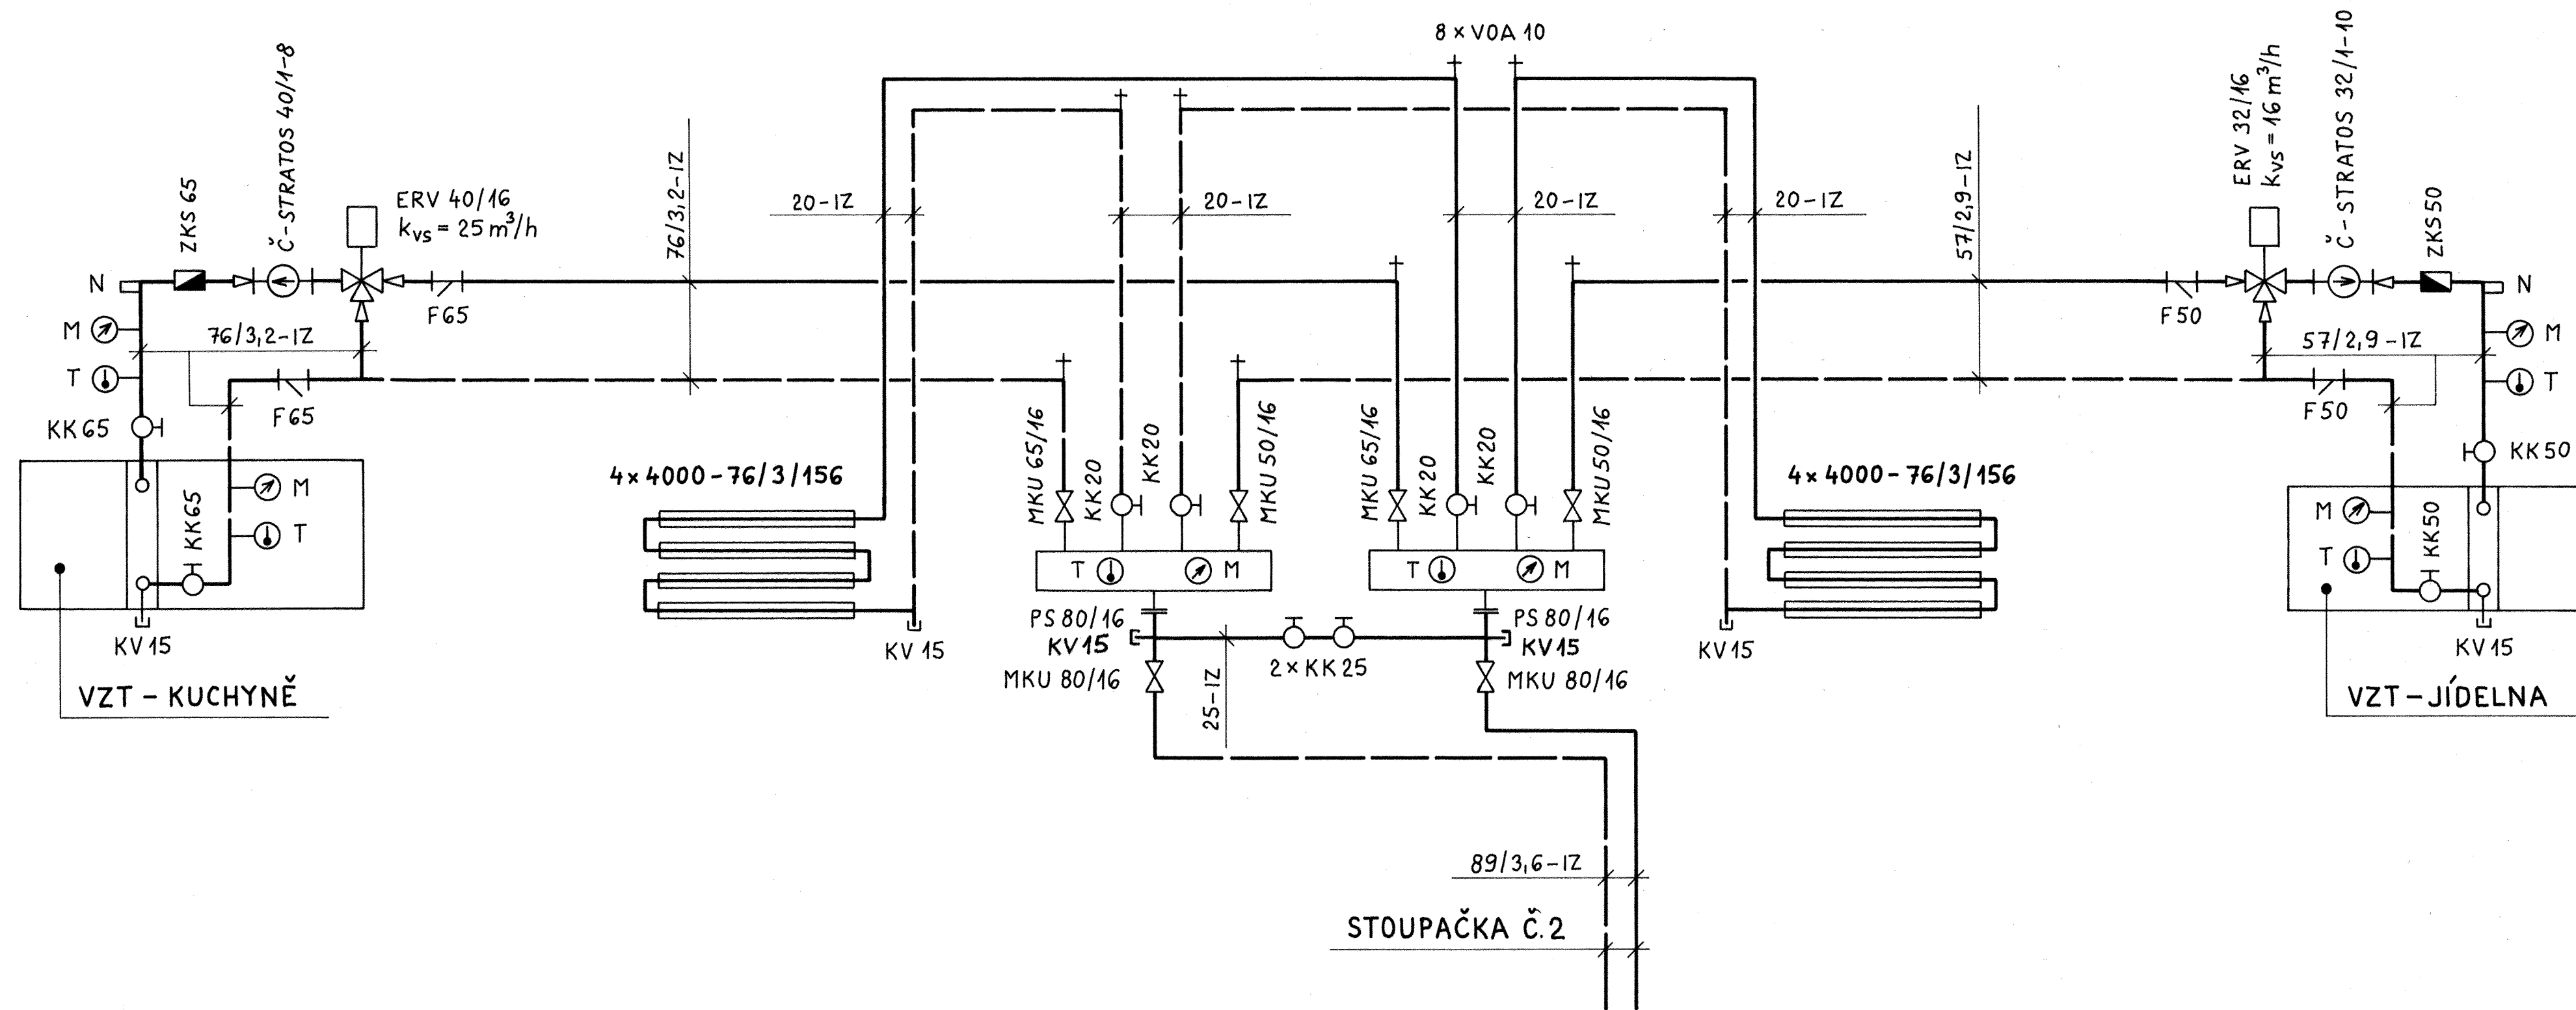 8 × VOA 10
ZKS 65
Č-STRATOS 40/1-8
ERV 40/16
kvs = 25 m³/h
76/3,2-IZ
20-IZ
20-IZ
20-IZ
20-IZ
57/2,9-IZ
ERV 32/16
kvs = 16 m³/h
Č-STRATOS 32/1-10
ZKS 50
N
M
T
KK 65
76/3,2-IZ
F 65
F 65
F 50
F 50
57/2,9-IZ
N
M
T
KK 50
KK 65
M
T
KV 15
VZT - KUCHYNĚ
4 × 4000 - 76/3/156
KV 15
MKU 65/16
KK 20
KK 20
MKU 50/16
MKU 65/16
KK 20
KK 20
MKU 50/16
T
M
T
M
PS 80/16
KV 15
MKU 80/16
25-IZ
2 × KK 25
PS 80/16
KV 15
MKU 80/16
4 × 4000 - 76/3/156
KV 15
M
T
KK 50
KV 15
VZT - JÍDELNA
89/3,6-IZ
STOUPAČKA Č.2